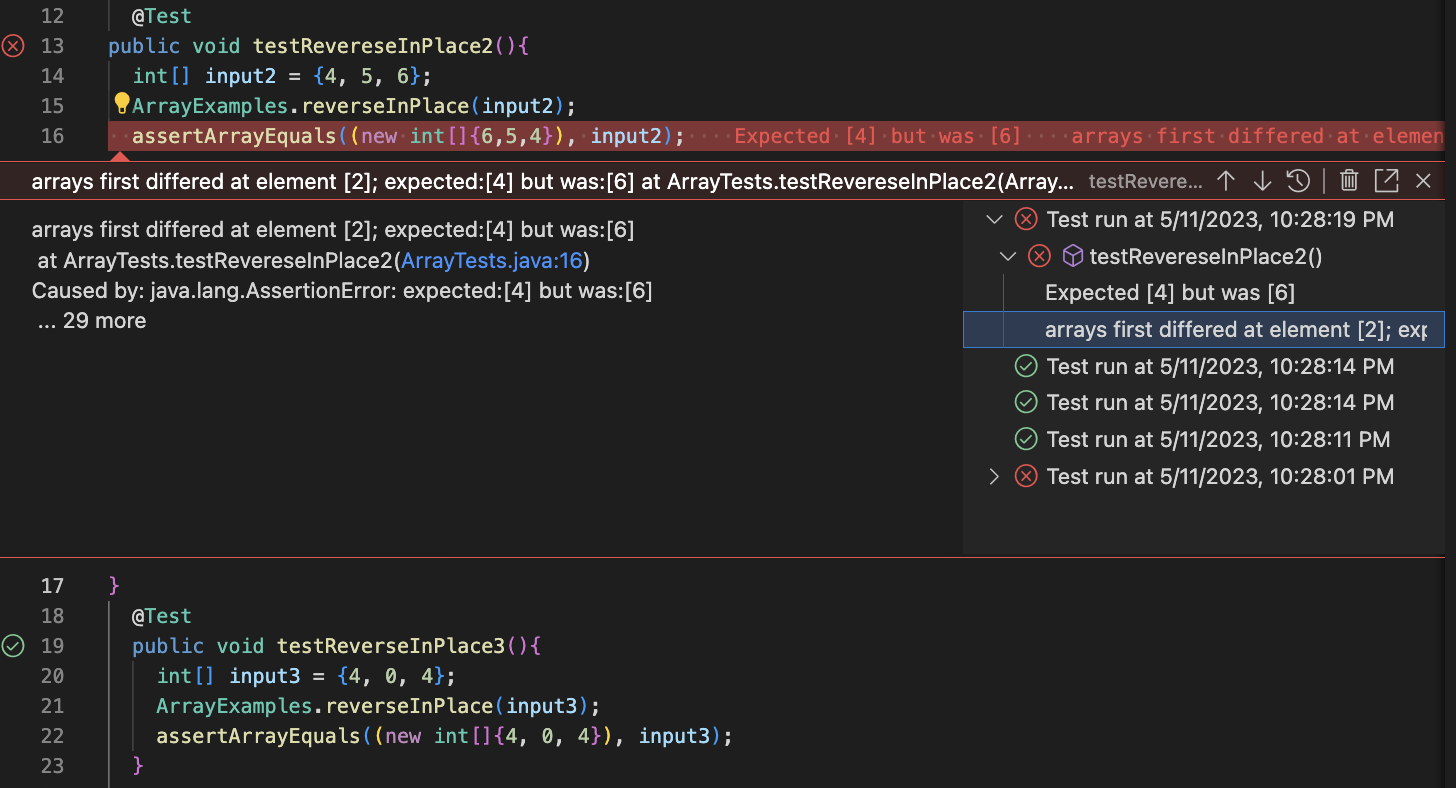 12 @Test
13 public void testRevereseInPlace2(){
14 int[] input2 = {4, 5, 6};
15 ArrayExamples.reverseInPlace(input2);
16 assertArrayEquals((new int[]{6,5,4}), input2); Expected [4] but was [6] arrays first differed at elemen
arrays first differed at element [2]; expected:[4] but was:[6] at ArrayTests.testRevereseInPlace2(Array... testRevere...
arrays first differed at element [2]; expected:[4] but was:[6]
at ArrayTests.testRevereseInPlace2(ArrayTests.java:16)
Caused by: java.lang.AssertionError: expected:[4] but was:[6]
... 29 more
Test run at 5/11/2023, 10:28:19 PM
testRevereseInPlace2()
Expected [4] but was [6]
arrays first differed at element [2]; exp
Test run at 5/11/2023, 10:28:14 PM
Test run at 5/11/2023, 10:28:14 PM
Test run at 5/11/2023, 10:28:11 PM
Test run at 5/11/2023, 10:28:01 PM
17 }
18 @Test
19 public void testReverseInPlace3(){
20 int[] input3 = {4, 0, 4};
21 ArrayExamples.reverseInPlace(input3);
22 assertArrayEquals((new int[]{4, 0, 4}), input3);
23 }